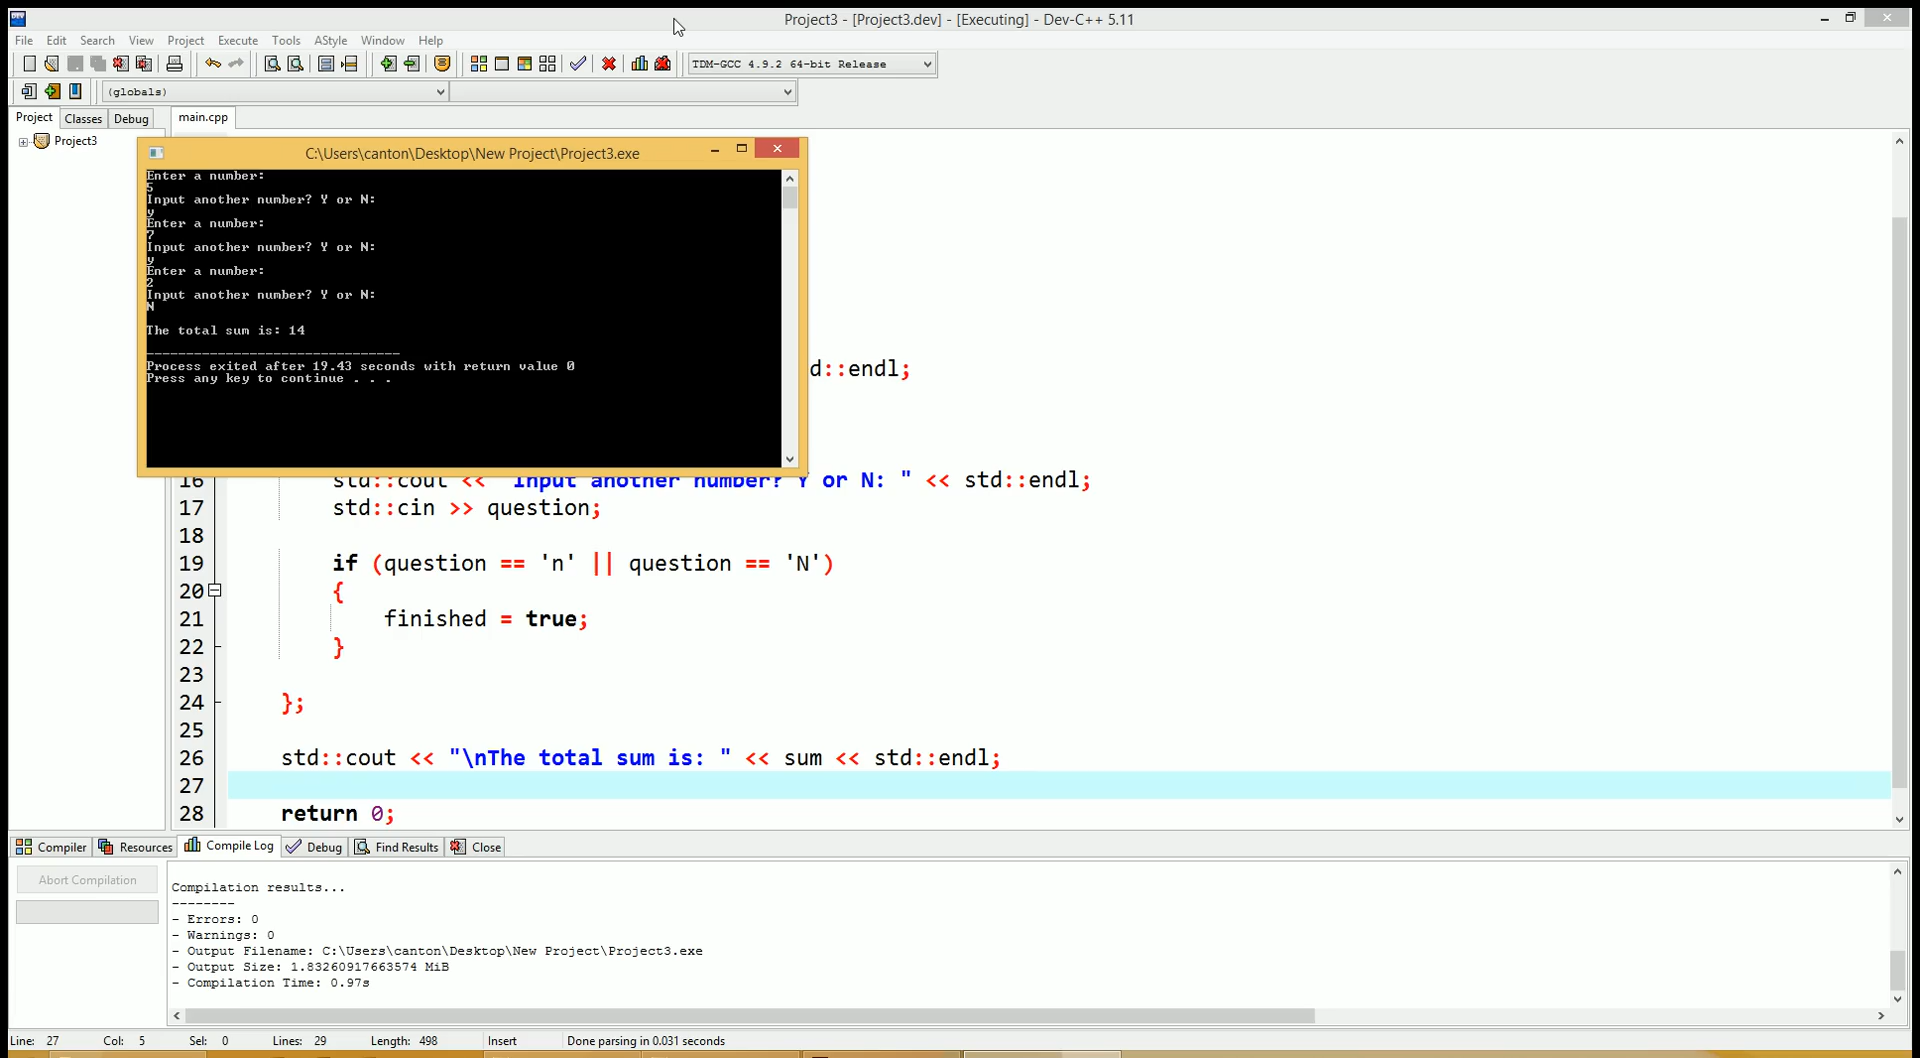 Project3 - [Project3.dev] - [Executing] - Dev-C++ 5.11
File Edit Search View Project Execute Tools AStyle Window Help
TDM-GCC 4.9.2 64-bit Release
(globals)
Project Classes Debug main.cpp
Project3
C:\Users\canton\Desktop\New Project\Project3.exe
Enter a number:
5
Input another number? Y or N:
y
Enter a number:
7
Input another number? Y or N:
y
Enter a number:
2
Input another number? Y or N:
N
The total sum is: 14
--------------------------------
Process exited after 19.43 seconds with return value 0
Press any key to continue . . .
d::endl;
16 std::cout << "Input another number? Y or N: " << std::endl;
17 std::cin >> question;
18
19 if (question == 'n' || question == 'N')
20 {
21 finished = true;
22 }
23
24 };
25
26 std::cout << "\nThe total sum is: " << sum << std::endl;
27
28 return 0;
Compiler Resources Compile Log Debug Find Results Close
Abort Compilation
Compilation results...
--------
- Errors: 0
- Warnings: 0
- Output Filename: C:\Users\canton\Desktop\New Project\Project3.exe
- Output Size: 1.83260917663574 MiB
- Compilation Time: 0.97s
Line: 27 Col: 5 Sel: 0 Lines: 29 Length: 498 Insert Done parsing in 0.031 seconds